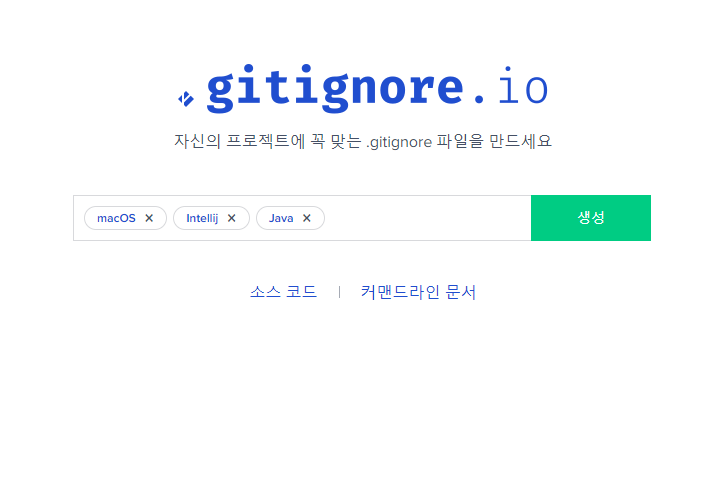 .gitignore.io
자신의 프로젝트에 꼭 맞는 .gitignore 파일을 만드세요
macOS × Intellij × Java × 생성
소스 코드 | 커맨드라인 문서